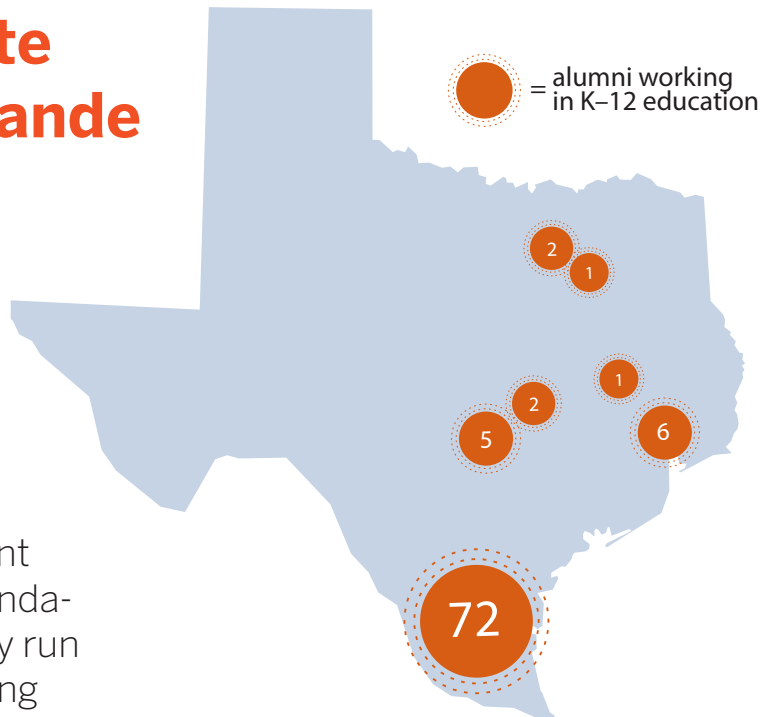 te
ande
= alumni working
in K–12 education
2
1
1
2
5
6
72
nt
nda-
y run
ng